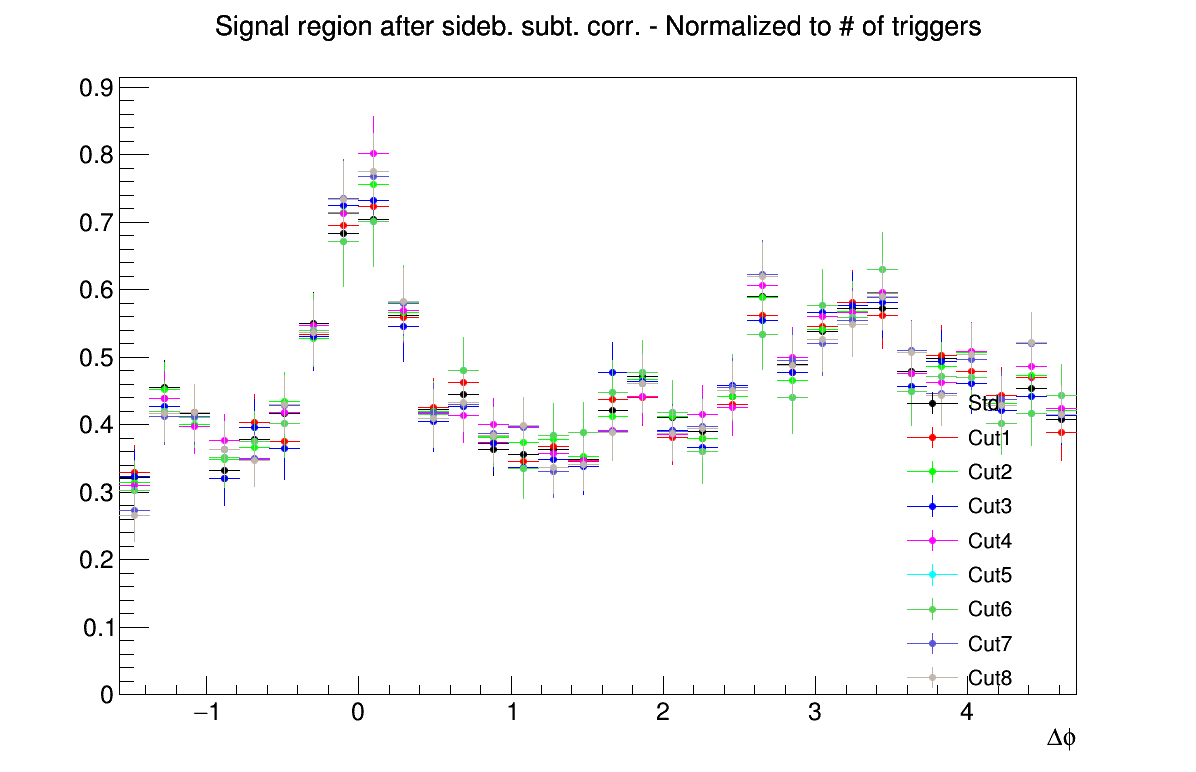 Signal region after sideb. subt. corr. - Normalized to # of triggers
0.9
0.8
0.7
0.6
0.5
0.4
0.3
0.2
0.1
0
Std
Cut1
Cut2
Cut3
Cut4
Cut5
Cut6
Cut7
Cut8
−1 0 1 2 3 4
Δϕ